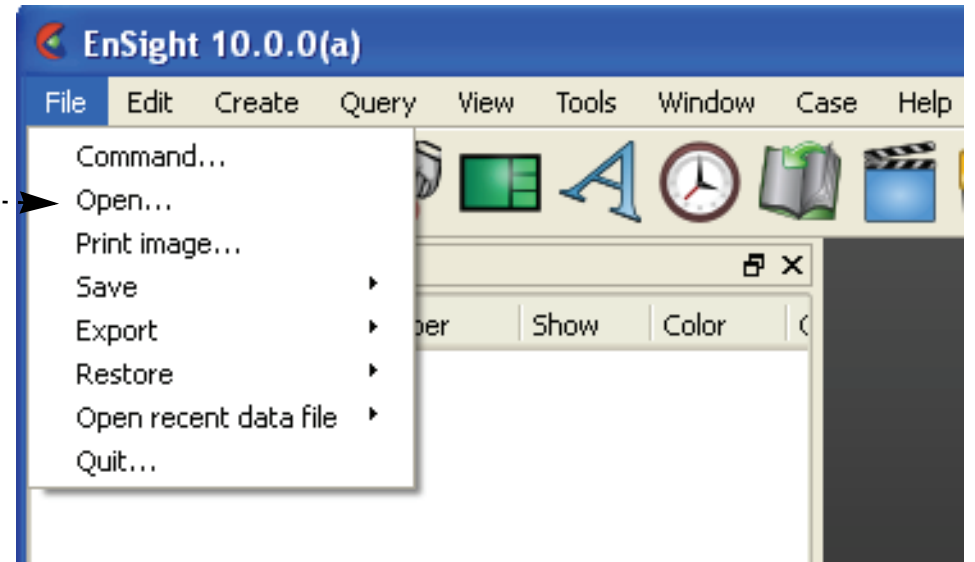 EnSight 10.0.0(a)
File Edit Create Query View Tools Window Case Help
Command...
Open...
Print image...
Save
Export
Restore
Open recent data file
Quit...
Show Color